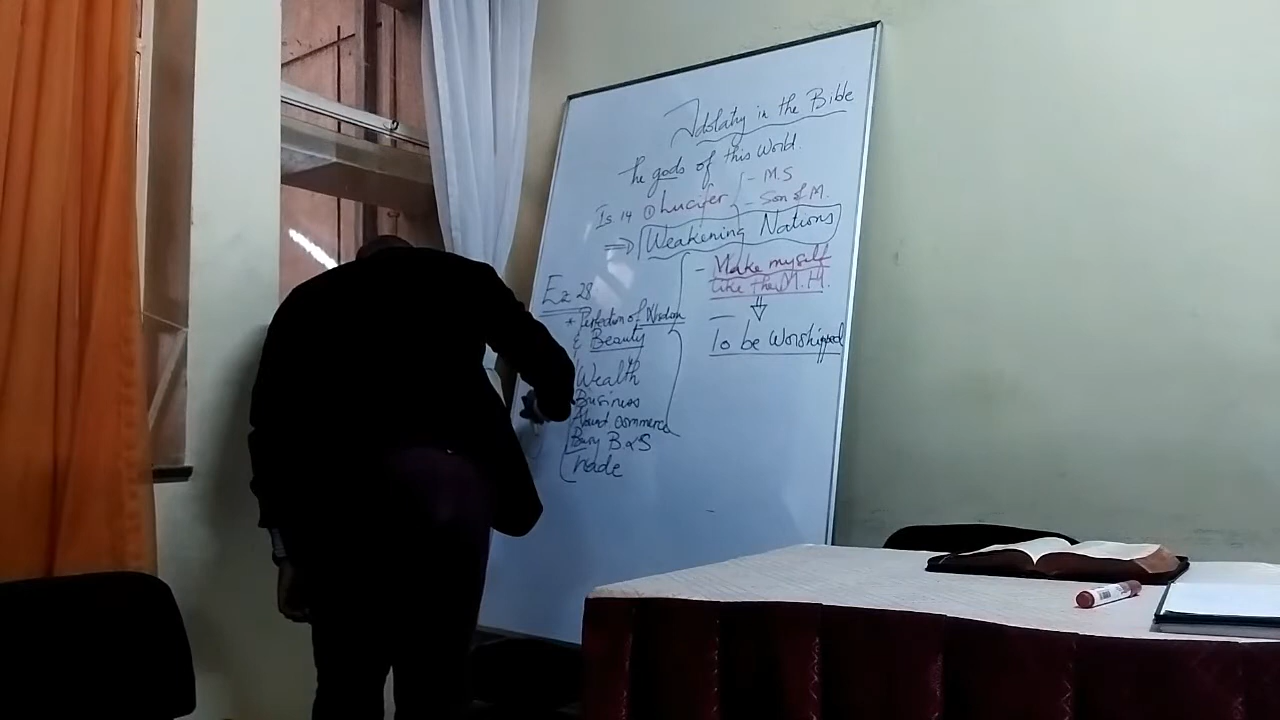 Idolatry in the Bible
The gods of this World.
Is 14 ① Lucifer - M.S
- Son of M.
⇒ Weakening Nations
- Make myself
like the M.H.
To be Worshipped
Ez 28
* Perfection of Wisdom
& Beauty
Wealth
Business
Abund commerce
Busy B & S
Trade